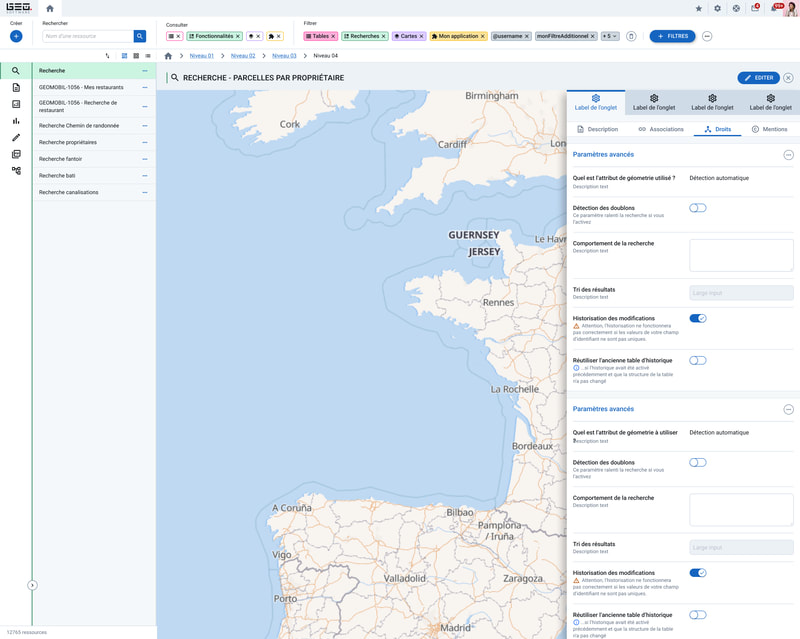 GEO
SOFTWARE
99+
Créer
Rechercher
Nom d'une ressource
Consulter
Fonctionnalités
Filtrer
Tables
Recherches
Cartes
Mon application
@username
monFiltreAdditionnel
+ 5
+ FILTRES
Niveau 01
Niveau 02
Niveau 03
Niveau 04
Recherche
GEOMOBIL-1056 - Mes restaurants
GEOMOBIL-1056 - Recherche de
restaurant
Recherche Chemin de randonnée
Recherche propriétaires
Recherche fantoir
Recherche bati
Recherche canalisations
12765 ressources
RECHERCHE - PARCELLES PAR PROPRIÉTAIRE
EDITER
Birmingham
Cork
Cardiff
Lon
GUERNSEY
JERSEY
Le Havr
Rennes
La Rochelle
Bordeaux
A Coruña
Bilbao
Pamplona
/ Iruña
Vigo
Valladolid
Zaragoza
Porto
Madrid
Label de l'onglet
Label de l'onglet
Label de l'onglet
Label de l'onglet
Description
Associations
Droits
Mentions
Paramètres avancés
Quel est l'attribut de géometrie utilisé ?
Description text
Détection automatique
Détection des doublons
Ce paramètre ralenti la recherche si vous
l'activez
Comportement de la recherche
Description text
Tri des résultats
Description text
Large input
Historisation des modifications
Attention, l'historisation ne fonctionnera
pas correctement si les valeurs de votre champ
d'identifiant ne sont pas uniques.
Réutiliser l'ancienne table d'historique
...si l'historique avait été activé
précédemment et que la structure de la table
n'a pas changé
Paramètres avancés
Quel est l'attribut de géometrie à utiliser
?
Description text
Détection automatique
Détection des doublons
Ce paramètre ralenti la recherche si vous
l'activez
Comportement de la recherche
Description text
Tri des résultats
Description text
Large input
Historisation des modifications
Attention, l'historisation ne fonctionnera
pas correctement si les valeurs de votre champ
d'identifiant ne sont pas uniques.
Réutiliser l'ancienne table d'historique
...si l'historique avait été activé
précédemment et que la structure de la table
n'a pas changé